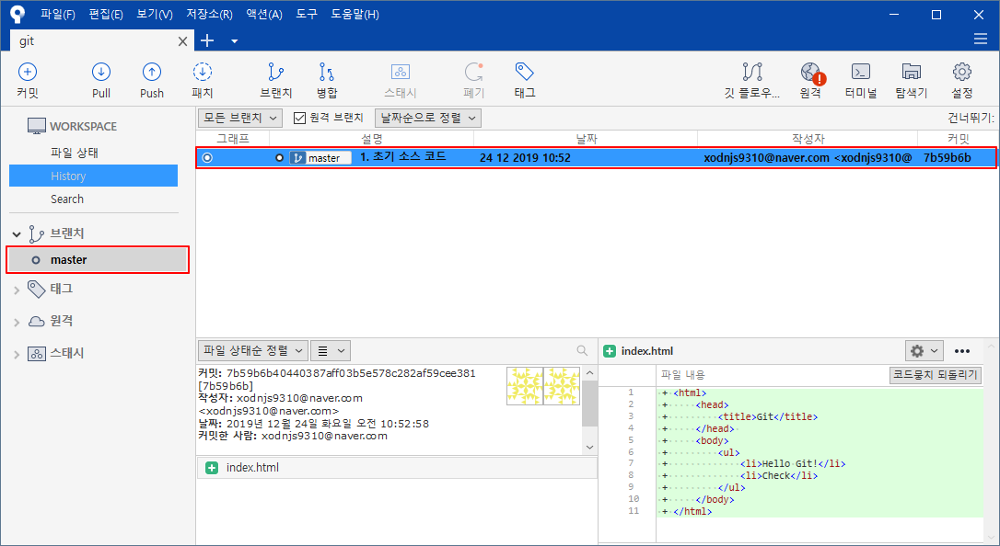 파일(F) 편집(E) 보기(V) 저장소(R) 액션(A) 도구 도움말(H)
git
커밋 Pull Push 패치 브랜치 병합 스태시 폐기 태그 깃 플로우... 원격 터미널 탐색기 설정
모든 브랜치 원격 브랜치 날짜순으로 정렬 건너뛰기:
그래프 설명 날짜 작성자 커밋
master 1. 초기 소스 코드 24 12 2019 10:52 xodnjs9310@naver.com <xodnjs9310@ 7b59b6b
WORKSPACE
파일 상태
History
Search
브랜치
master
태그
원격
스태시
파일 상태순 정렬
커밋: 7b59b6b40440387aff03b5e578c282af59cee381
[7b59b6b]
작성자: xodnjs9310@naver.com
<xodnjs9310@naver.com>
날짜: 2019년 12월 24일 화요일 오전 10:52:58
커밋한 사람: xodnjs9310@naver.com
index.html
index.html
파일 내용 코드뭉치 되돌리기
1 + <html>
2 + <head>
3 + <title>Git</title>
4 + </head>
5 + <body>
6 + <ul>
7 + <li>Hello Git!</li>
8 + <li>Check</li>
9 + </ul>
10 + </body>
11 + </html>